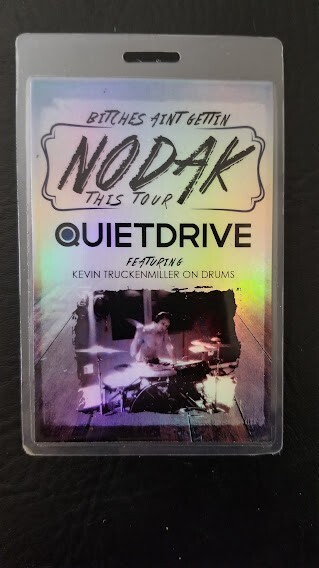 BITCHES AINT GETTIN
NODAK
THIS TOUR
QUIETDRIVE
FEATURING
KEVIN TRUCKENMILLER ON DRUMS